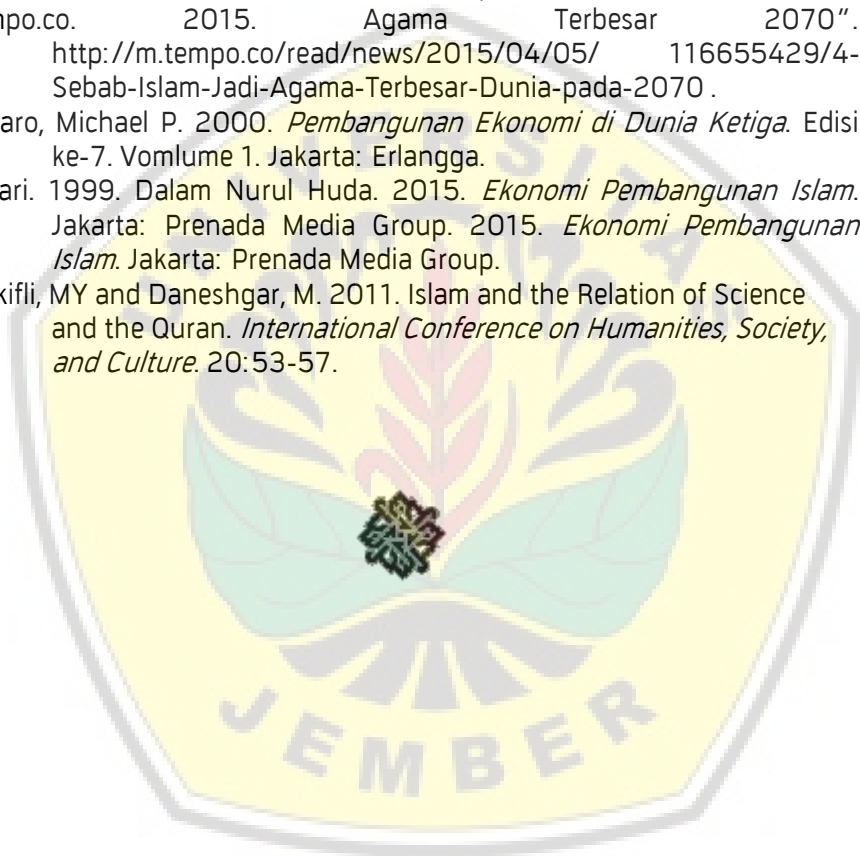 npo.co. 2015. Agama Terbesar 2070”.
http://m.tempo.co/read/news/2015/04/05/ 116655429/4-
Sebab-Islam-Jadi-Agama-Terbesar-Dunia-pada-2070 .
aro, Michael P. 2000. Pembangunan Ekonomi di Dunia Ketiga. Edisi
ke-7. Vomlume 1. Jakarta: Erlangga.
ari. 1999. Dalam Nurul Huda. 2015. Ekonomi Pembangunan Islam.
Jakarta: Prenada Media Group. 2015. Ekonomi Pembangunan
Islam. Jakarta: Prenada Media Group.
kifli, MY and Daneshgar, M. 2011. Islam and the Relation of Science
and the Quran. International Conference on Humanities, Society,
and Culture. 20:53-57.
UNIVERSITAS
JEMBER